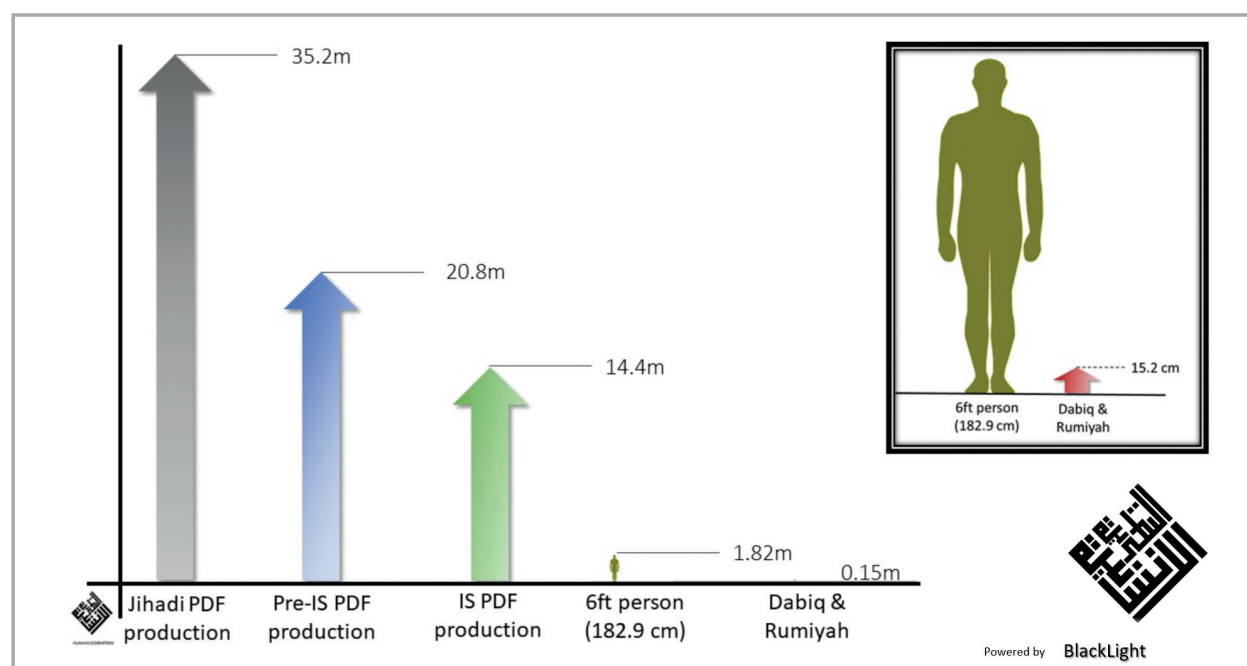 35.2m
20.8m
14.4m
1.82m
0.15m
Jihadi PDF
production
Pre-IS PDF
production
IS PDF
production
6ft person
(182.9 cm)
Dabiq &
Rumiyah
15.2 cm
6ft person
(182.9 cm)
Dabiq &
Rumiyah
HUMAN COGNITION
Powered by BlackLight